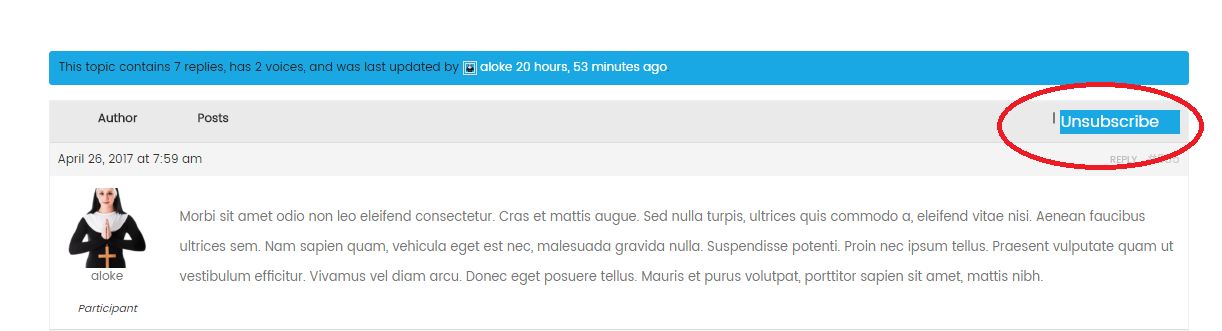 This topic contains 7 replies, has 2 voices, and was last updated by aloke 20 hours, 53 minutes ago
Author Posts | Unsubscribe
April 26, 2017 at 7:59 am REPLY
Morbi sit amet odio non leo eleifend consectetur. Cras et mattis augue. Sed nulla turpis, ultrices quis commodo a, eleifend vitae nisi. Aenean faucibus
ultrices sem. Nam sapien quam, vehicula eget est nec, malesuada gravida nulla. Suspendisse potenti. Proin nec ipsum tellus. Praesent vulputate quam ut
vestibulum efficitur. Vivamus vel diam arcu. Donec eget posuere tellus. Mauris et purus volutpat, porttitor sapien sit amet, mattis nibh.
aloke
Participant